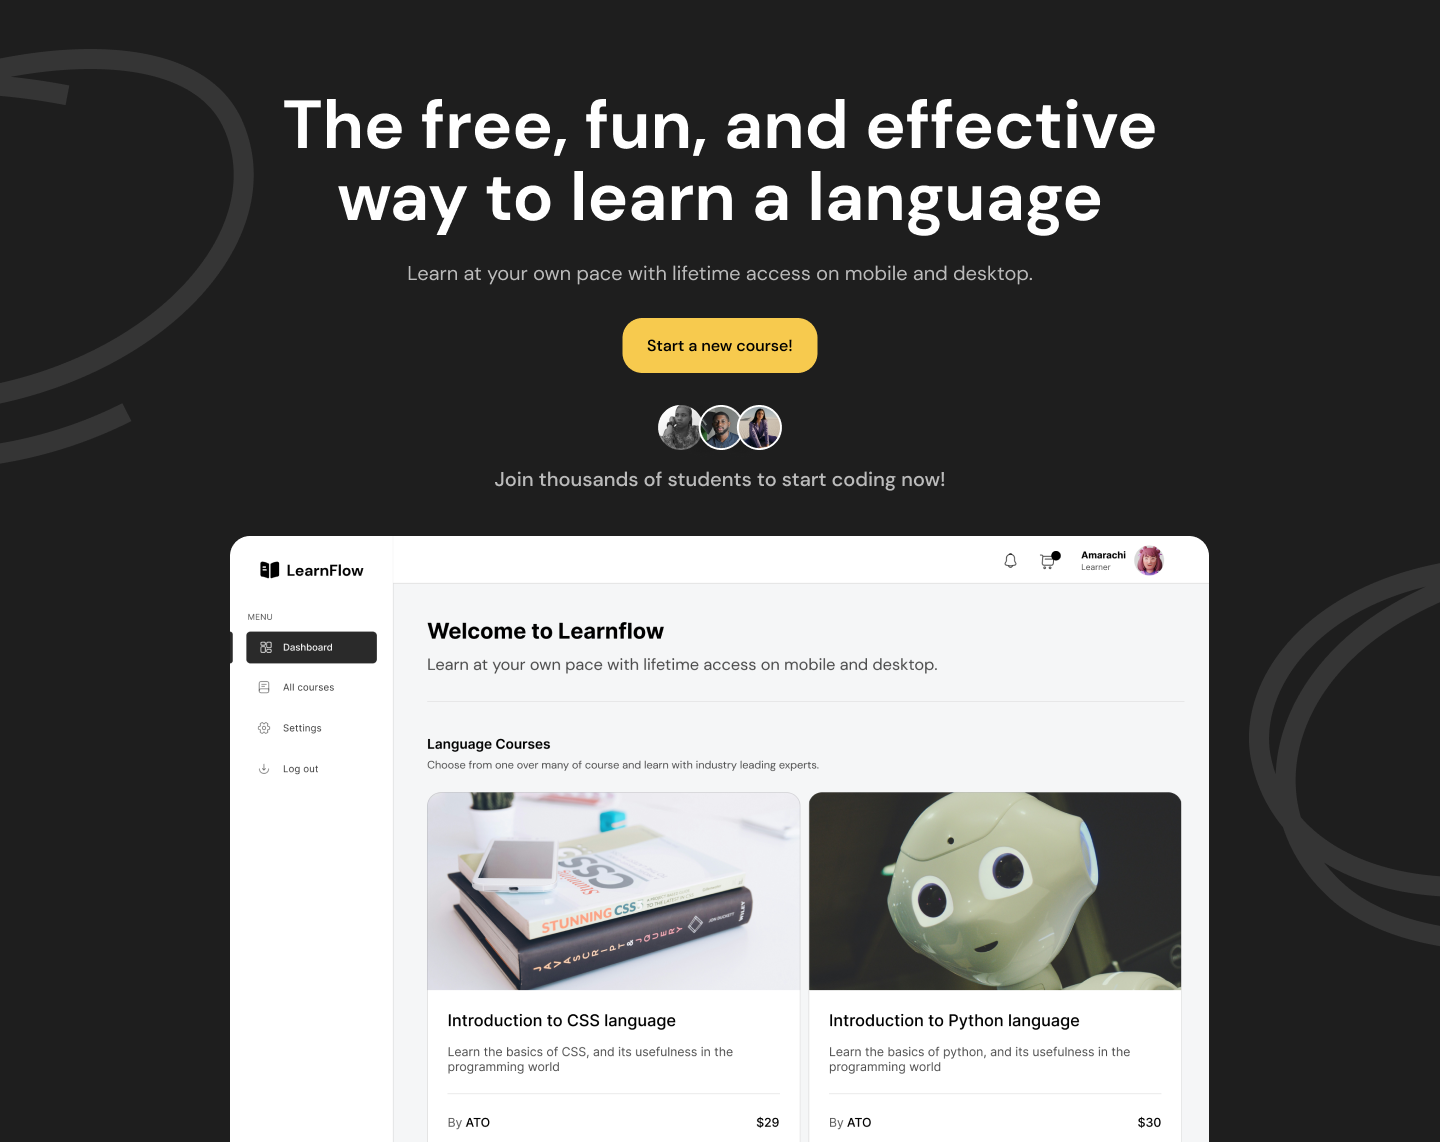 The free, fun, and effective
way to learn a language
Learn at your own pace with lifetime access on mobile and desktop.
Start a new course!
Join thousands of students to start coding now!
LearnFlow
Amarachi
Learner
MENU
Dashboard
All courses
Settings
Log out
Welcome to Learnflow
Learn at your own pace with lifetime access on mobile and desktop.
Language Courses
Choose from one over many of course and learn with industry leading experts.
CSS
STUNNING CSS
JAVASCRIPT & JQUERY
WILEY
Introduction to CSS language
Learn the basics of CSS, and its usefulness in the
programming world
By ATO
$29
Introduction to Python language
Learn the basics of python, and its usefulness in the
programming world
By ATO
$30